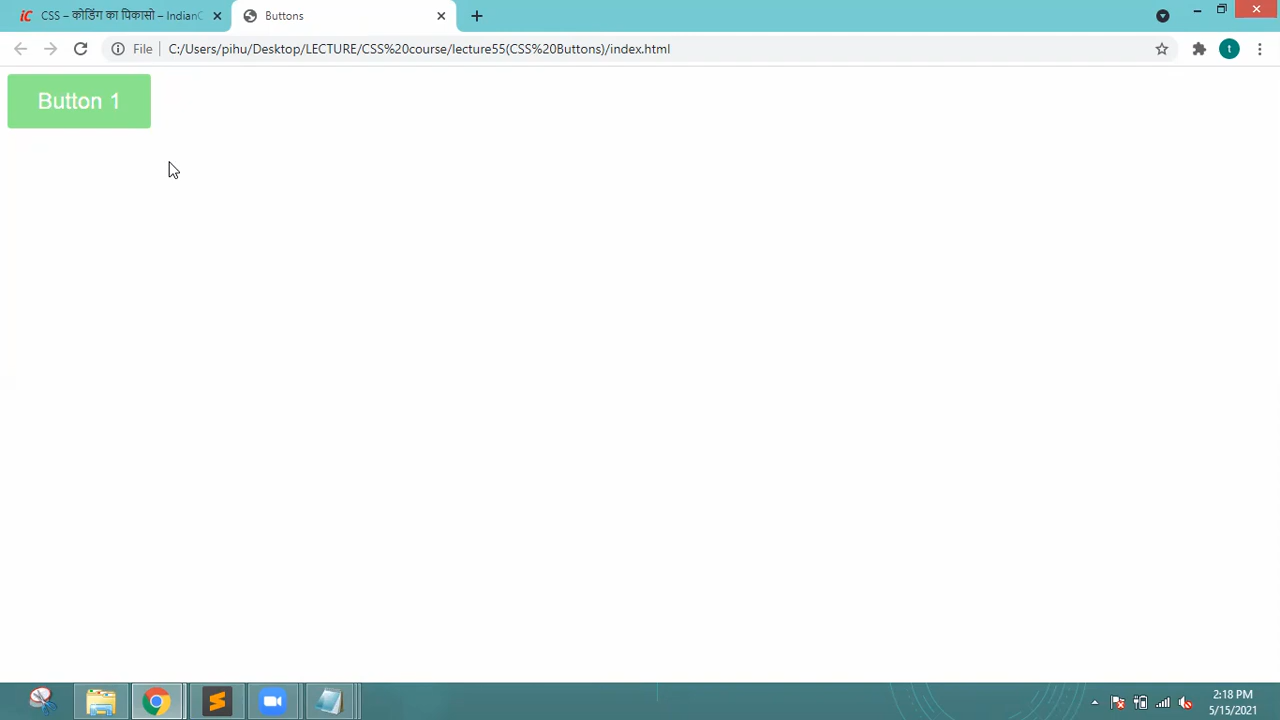 iC CSS – कोडिंग का पिकासो – IndianC
Buttons
File C:/Users/pihu/Desktop/LECTURE/CSS%20course/lecture55(CSS%20Buttons)/index.html
t
Button 1
2:18 PM
5/15/2021